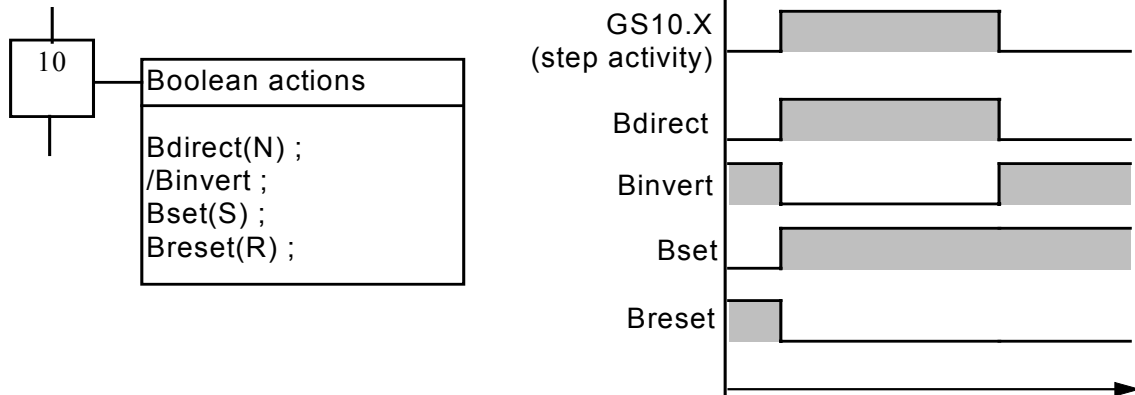 10
Boolean actions
Bdirect(N) ;
/Binvert ;
Bset(S) ;
Breset(R) ;
GS10.X
(step activity)
Bdirect
Binvert
Bset
Breset